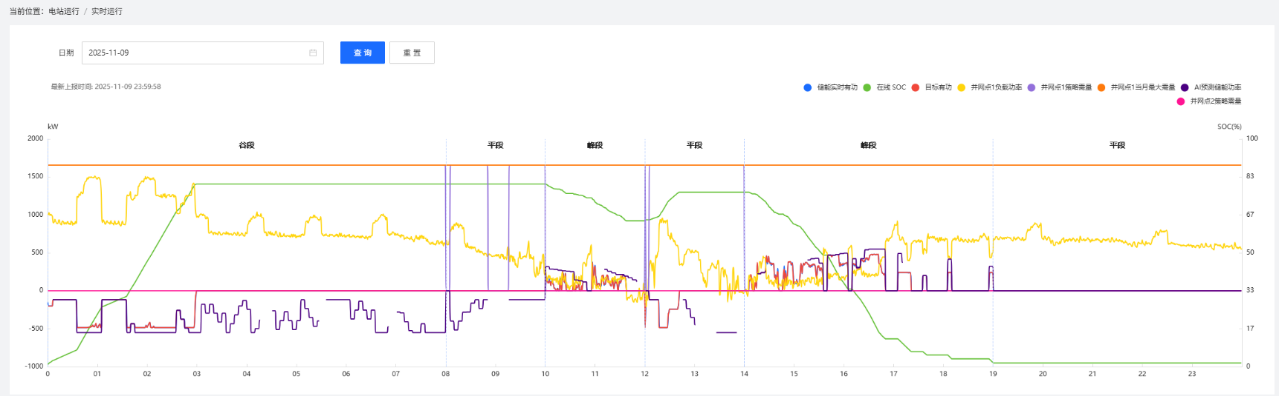 当前位置: 电站运行 / 实时运行
日期 2025-11-09 查 询 重 置
最新上报时间: 2025-11-09 23:59:58
储能实时有功 在线 SOC 目标有功 并网点1负载功率 并网点1策略需量 并网点1当月最大需量 AI预测储能功率
并网点2策略需量
kW SOC(%)
谷段 平段 峰段 平段 峰段 平段
2000 100
1500 83
1000 67
500 50
0 33
-500 17
-1000 0
0 01 02 03 04 05 06 07 08 09 10 11 12 13 14 15 16 17 18 19 20 21 22 23